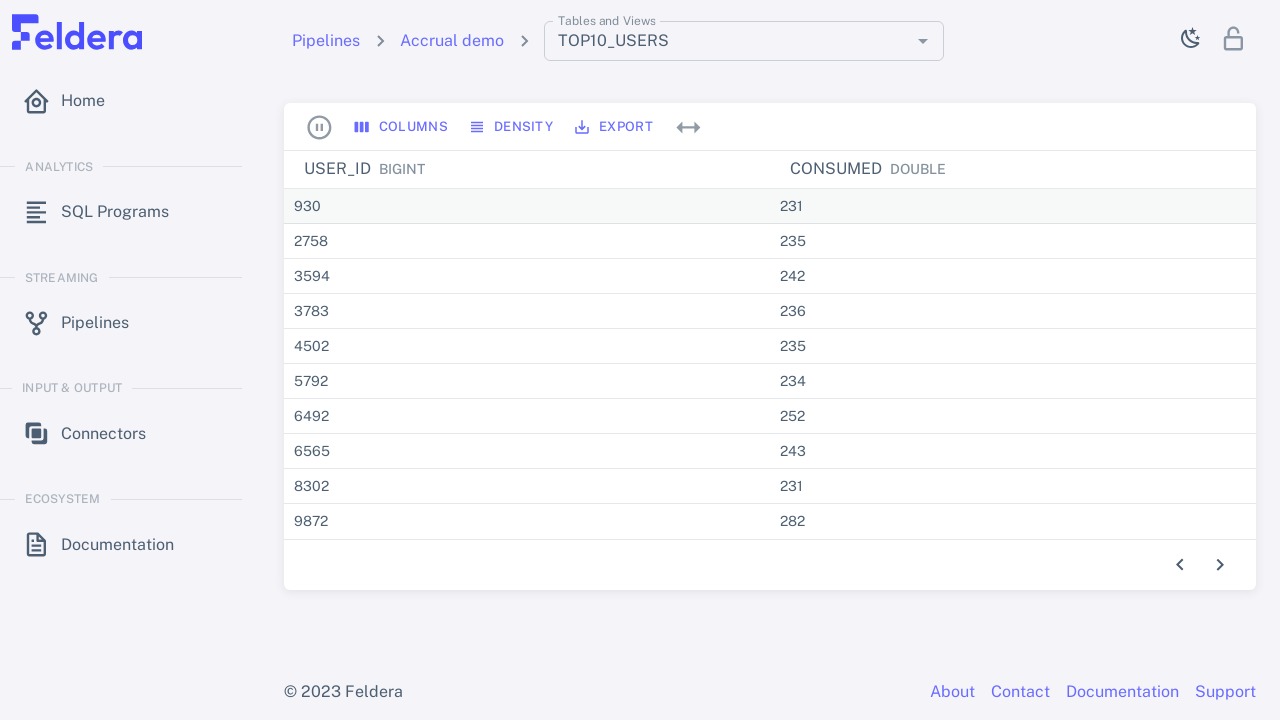 Feldera
Pipelines > Accrual demo >
Tables and Views
TOP10_USERS
Home
ANALYTICS
SQL Programs
STREAMING
Pipelines
INPUT & OUTPUT
Connectors
ECOSYSTEM
Documentation
COLUMNS DENSITY EXPORT
USER_ID BIGINT CONSUMED DOUBLE
930 231
2758 235
3594 242
3783 236
4502 235
5792 234
6492 252
6565 243
8302 231
9872 282
© 2023 Feldera
About Contact Documentation Support